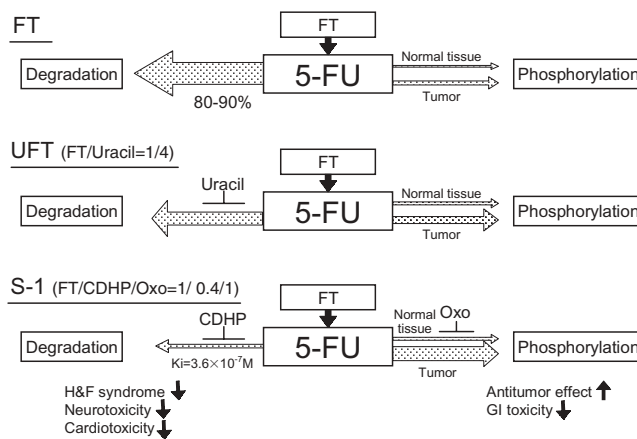 FT
FT
Degradation
5-FU
Normal tissue
Tumor
Phosphorylation
80-90%
UFT (FT/Uracil=1/4)
FT
Uracil
Degradation
5-FU
Normal tissue
Tumor
Phosphorylation
S-1 (FT/CDHP/Oxo=1/ 0.4/1)
FT
CDHP
Degradation
Ki=3.6×10⁻⁷M
5-FU
Normal
tissue
Oxo
Tumor
Phosphorylation
H&F syndrome
Neurotoxicity
Cardiotoxicity
Antitumor effect
GI toxicity